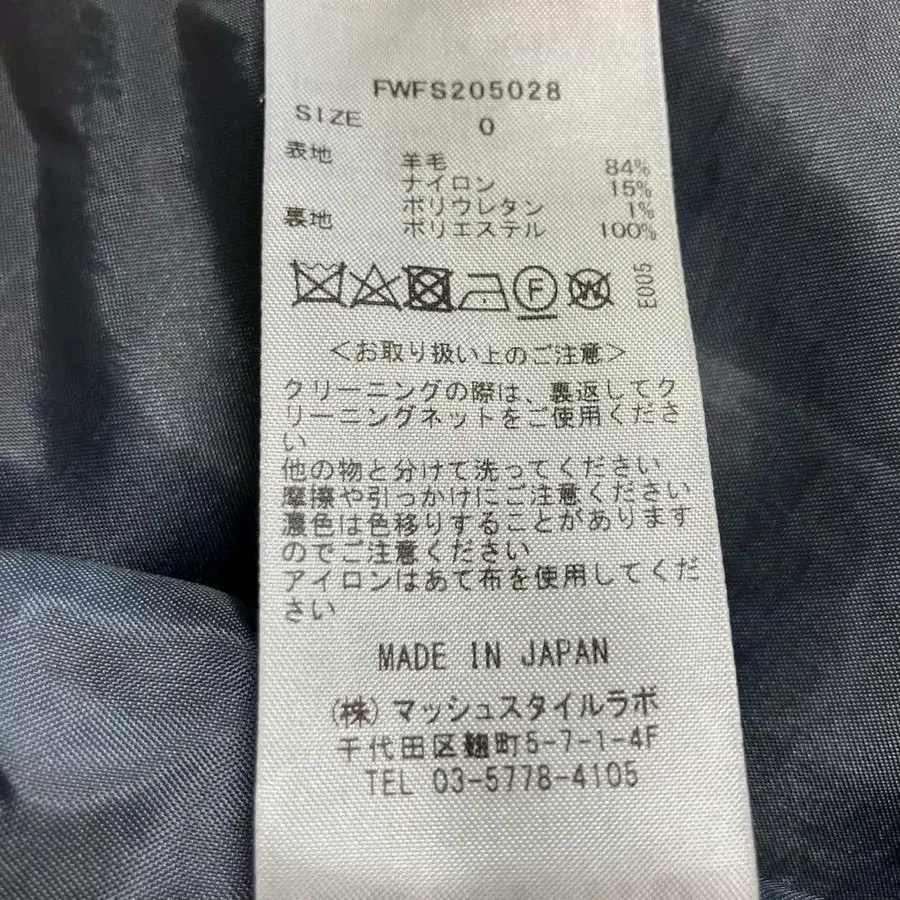 FWFS205028
SIZE 0
表地 羊毛 84%
ナイロン 15%
ポリウレタン 1%
裏地 ポリエステル 100%
F W E005
<お取り扱い上のご注意>
クリーニングの際は、裏返してク
リーニングネットをご使用くださ
い
他の物と分けて洗ってください
摩擦や引っかけにご注意ください
濃色は色移りすることがあります
のでご注意ください
アイロンはあて布を使用してくだ
さい
MADE IN JAPAN
(株)マッシュスタイルラボ
千代田区麹町5-7-1-4F
TEL 03-5778-4105